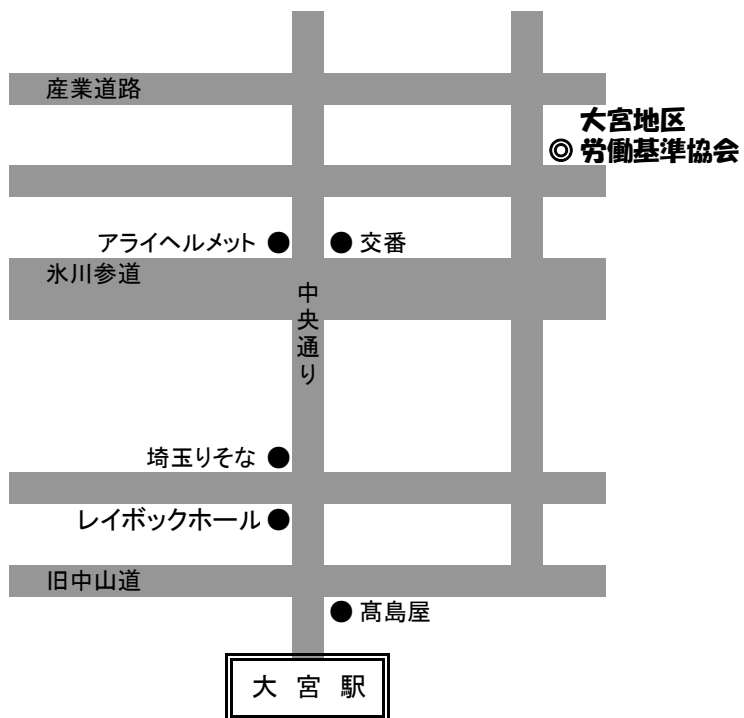 産業道路
大宮地区
◎ 労働基準協会
アライヘルメット ●
● 交番
氷川参道
中央通り
埼玉りそな ●
レイボックホール ●
旧中山道
● 髙島屋
大宮駅